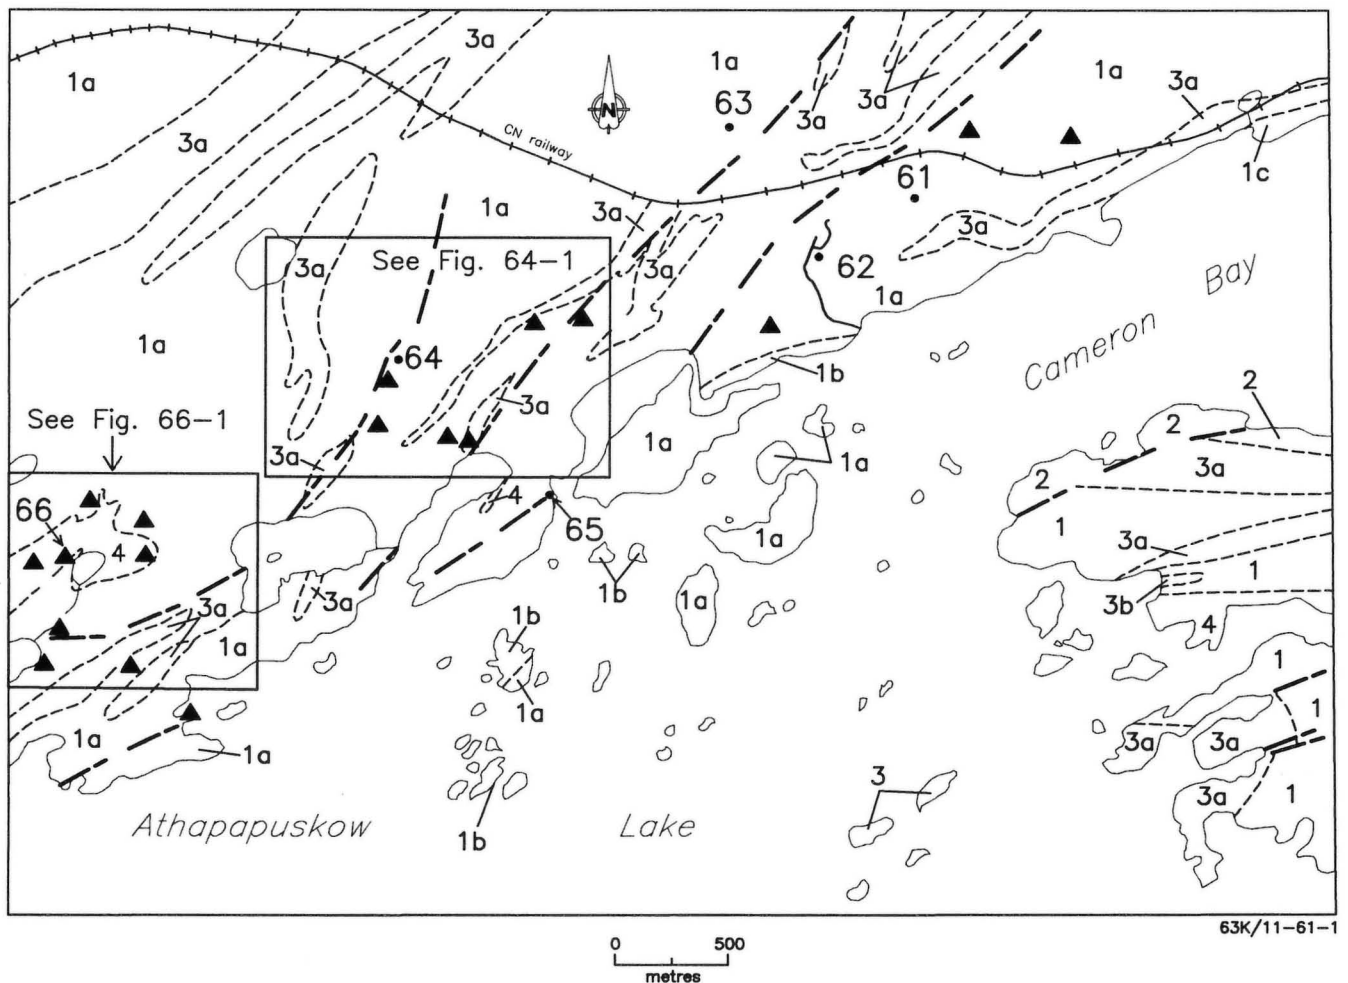 3a
1a
1a
1a
3a
63
3a
3a
N
CN railway
3a
1c
61
1a
3a
3a
See Fig. 64-1
3a
3a
62
1a
Bay
Cameron
1a
64
1b
2
See Fig. 66-1
3a
1a
1a
2
3a
3a
2
66
4
4
65
1
1a
3a
1
1b
3a
3a
1a
3b
4
1b
1a
1
1a
1
1a
3a
3a
1a
3
3a
1
1b
Athapapuskow
Lake
63K/11-61-1
0 500
metres